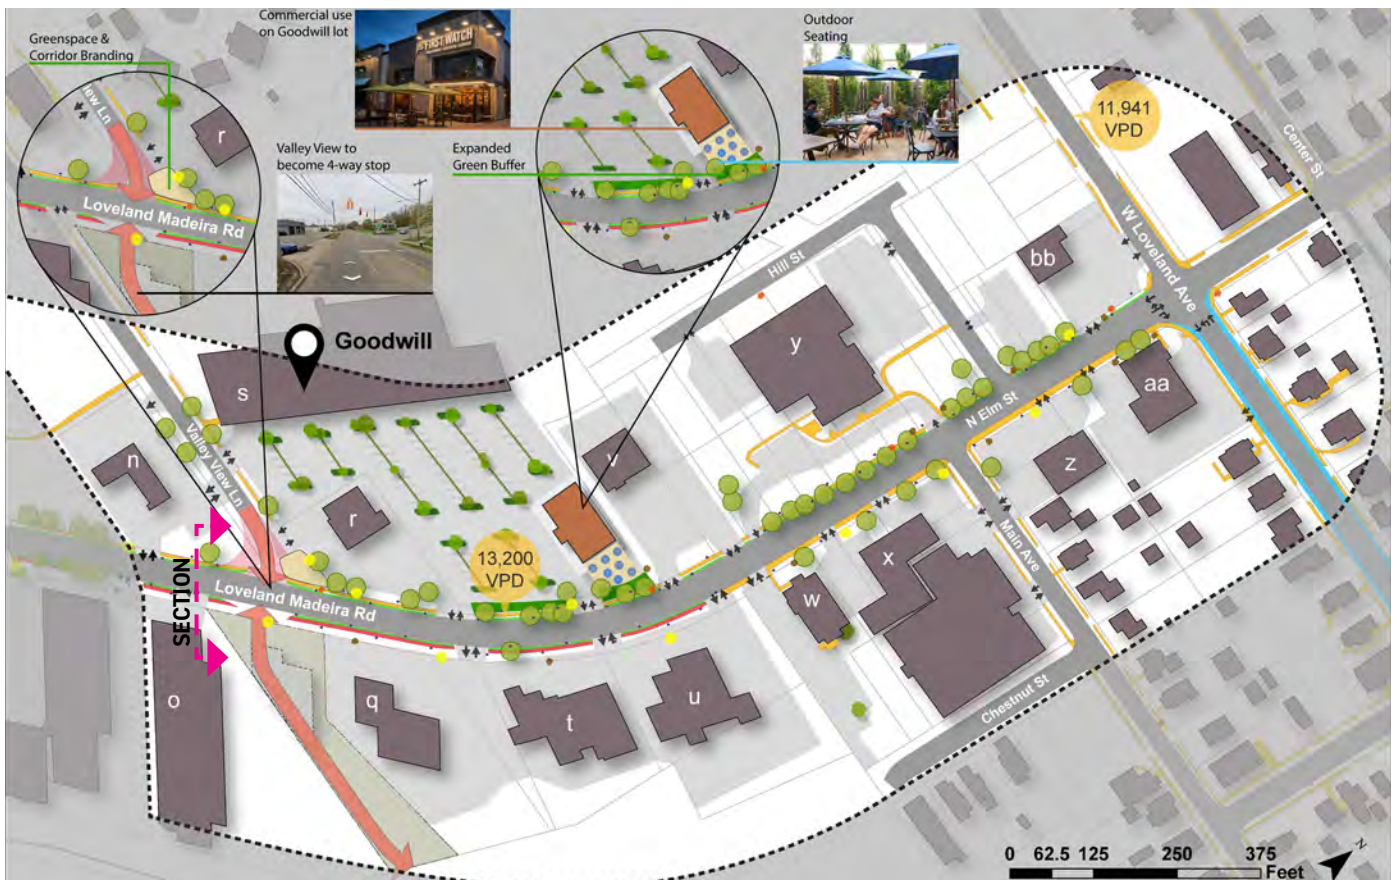 Greenspace &
Corridor Branding
Commercial use
on Goodwill lot
FIRST WATCH
Outdoor
Seating
Valley View to
become 4-way stop
Expanded
Green Buffer
11,941
VPD
Center St
W Loveland Ave
iew Ln
r
Loveland Madeira Rd
Hill St
bb
Goodwill
s
y
N Elm St
aa
n
Valley View Ln
r
v
z
13,200
VPD
Main Ave
x
w
SECTION
Loveland Madeira Rd
o
q
t
u
Chestnut St
0 62.5 125 250 375
Feet
N